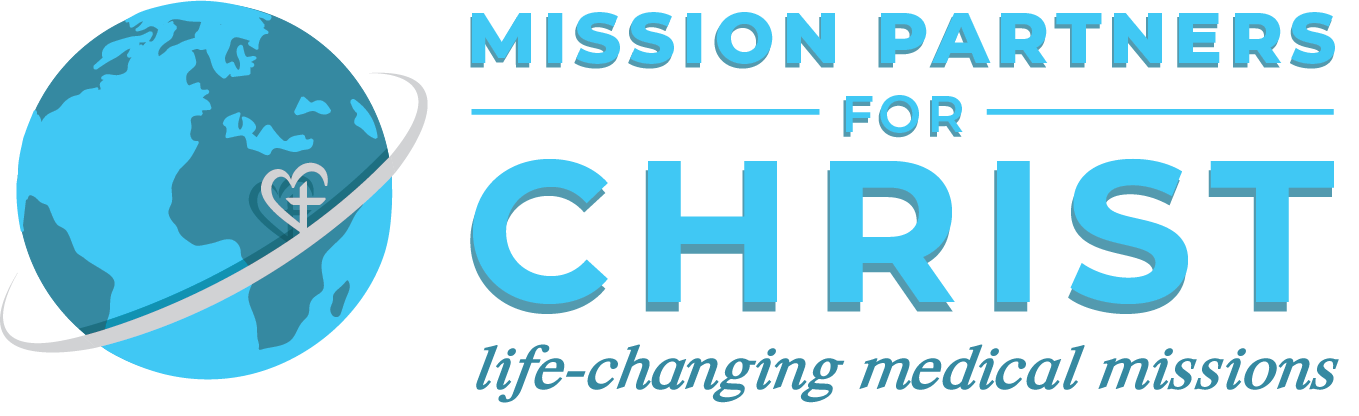 MISSION PARTNERS
FOR
CHRIST
life-changing medical missions